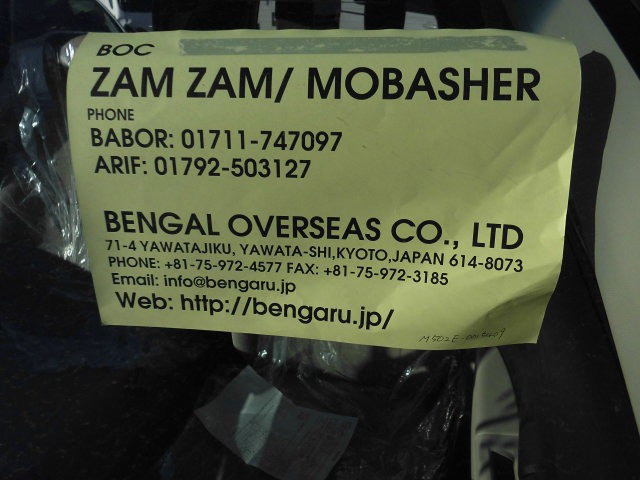 BOC
ZAM ZAM/ MOBASHER
PHONE
BABOR: 01711-747097
ARIF: 01792-503127
BENGAL OVERSEAS CO., LTD
71-4 YAWATAJIKU, YAWATA-SHI,KYOTO,JAPAN 614-8073
PHONE: +81-75-972-4577 FAX: +81-75-972-3185
Email: info@bengaru.jp
Web: http://bengaru.jp/